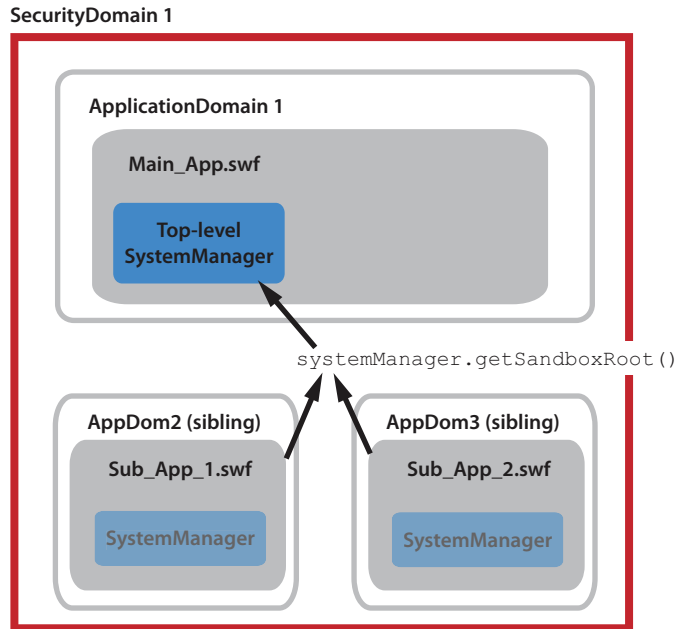 SecurityDomain 1
ApplicationDomain 1
Main_App.swf
Top-level
SystemManager
systemManager.getSandboxRoot()
AppDom2 (sibling)
AppDom3 (sibling)
Sub_App_1.swf
Sub_App_2.swf
SystemManager
SystemManager